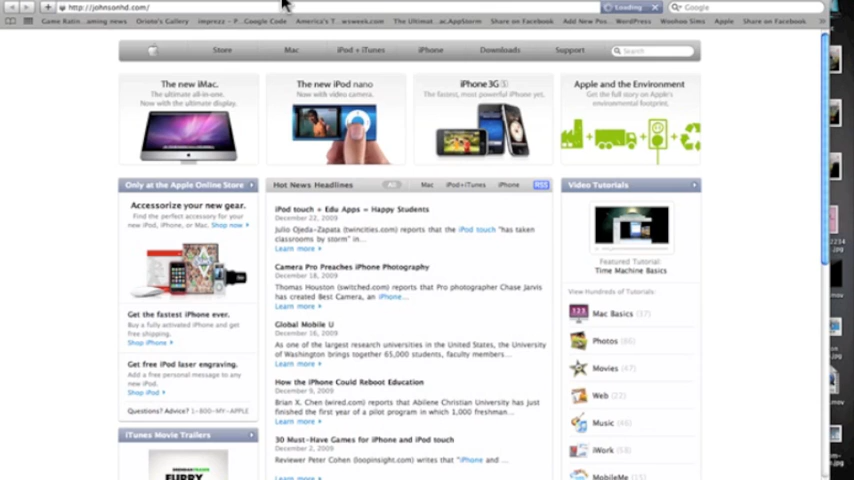 http://johnsonhd.com/
Loading
Google
Game Ratin...aming news
Oriste's Gallery
imprezz - P...Google Code
America's T...wsweek.com
The Ultimat...c.AppStorm
Share on Facebook
Add New Po...
WordPress
Woohoo Sims
Apple
Share on Facebook
Store
Mac
iPod + iTunes
iPhone
Downloads
Support
Search
The new iMac.
The ultimate all-in-one.
Now with the ultimate display.
The new iPod nano
Now with video camera.
iPhone 3GS
The fastest, most powerful iPhone yet.
Apple and the Environment
Get the full story on Apple's
environmental footprint.
Only at the Apple Online Store
Accessorize your new gear.
Find the perfect accessory for your
new iPod, iPhone, or Mac. Shop now
Get the fastest iPhone ever.
Buy a fully activated iPhone and get
free shipping.
Shop iPhone
Get free iPod laser engraving.
Add a free personal message to any
new iPod.
Shop iPod
Questions? Advice? 1-800-MY-APPLE
iTunes Movie Trailers
FURRY
Hot News Headlines
All
Mac
iPod+iTunes
iPhone
RSS
iPod touch + Edu Apps = Happy Students
December 22, 2009
Julio Ojeda-Zapata (twincities.com) reports that the iPod touch "has taken
classrooms by storm" in...
Learn more
Camera Pro Preaches iPhone Photography
December 18, 2009
Thomas Houston (switched.com) reports that Pro photographer Chase Jarvis
has created Best Camera, an iPhone...
Learn more
Global Mobile U
December 16, 2009
As one of the largest research universities in the United States, the University
of Washington brings together 65,000 students, faculty members...
Learn more
How the iPhone Could Reboot Education
December 9, 2009
Brian X. Chen (wired.com) reports that Abilene Christian University has just
finished the first year of a pilot program in which 1,000 freshman...
Learn more
30 Must-Have Games for iPhone and iPod touch
Reviewer Peter Cohen (loopinsight.com) writes that "iPhone and ...
Learn more
Video Tutorials
Featured Tutorial:
Time Machine Basics
View Hundreds of Tutorials:
Mac Basics (37)
Photos (86)
Movies (47)
Web (22)
Music (46)
iWork (58)
MobileMe (15)